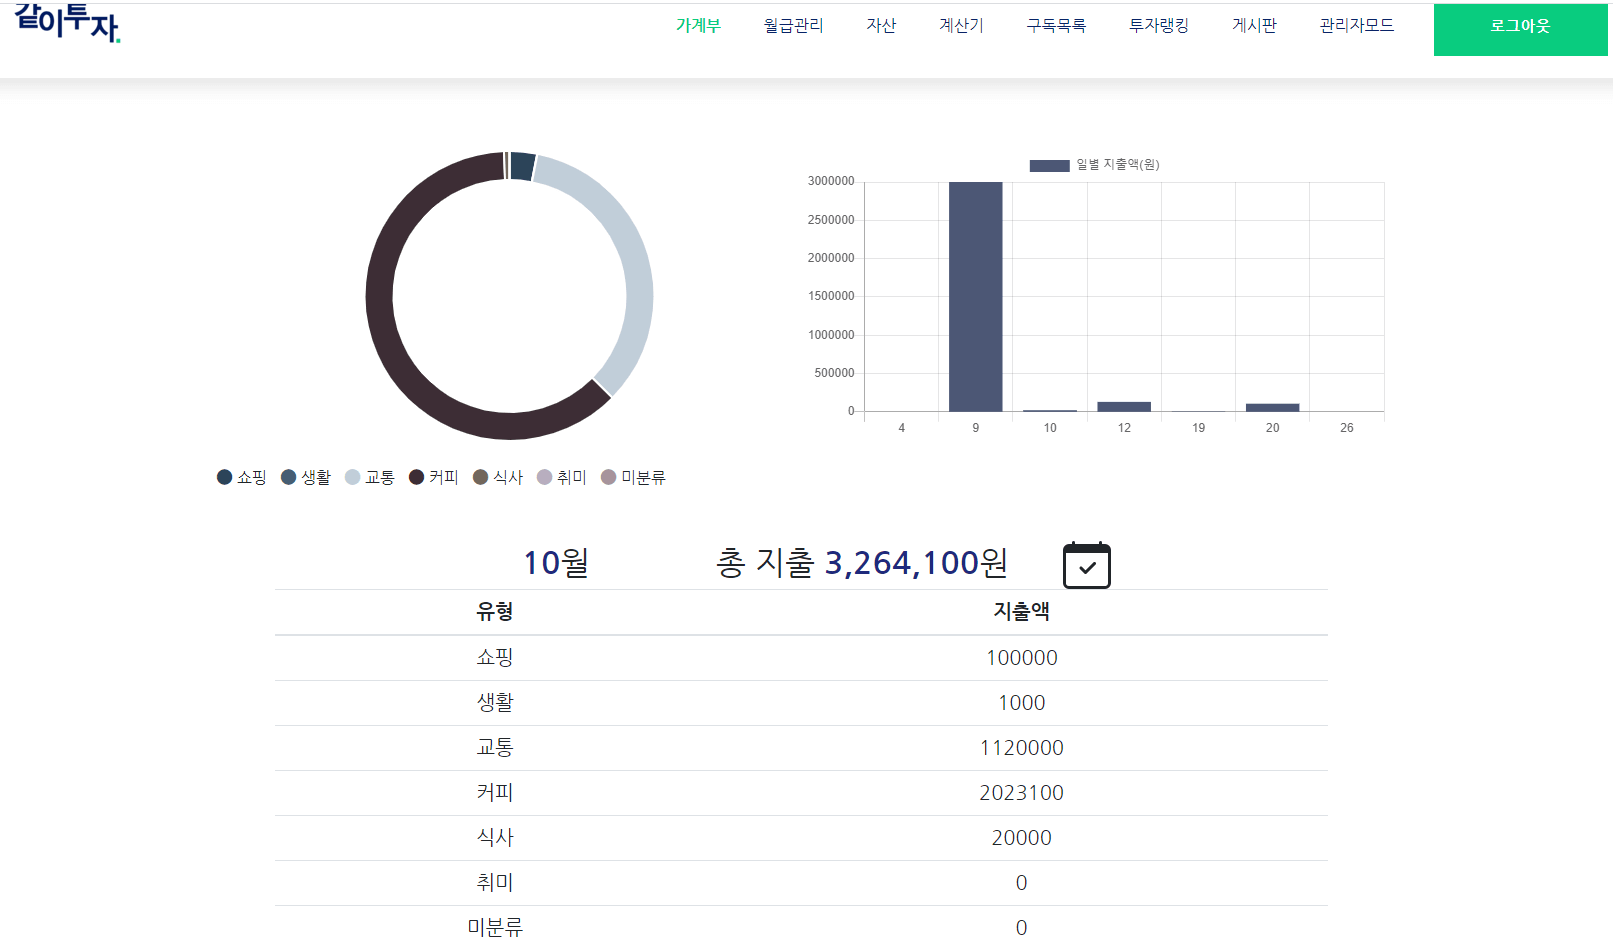 같이투자.
가계부 월급관리 자산 계산기 구독목록 투자랭킹 게시판 관리자모드 로그아웃
일별 지출액(원)
3000000
2500000
2000000
1500000
1000000
500000
0
4 9 10 12 19 20 26
쇼핑 생활 교통 커피 식사 취미 미분류
10월 총 지출 3,264,100원
유형 지출액
쇼핑 100000
생활 1000
교통 1120000
커피 2023100
식사 20000
취미 0
미분류 0